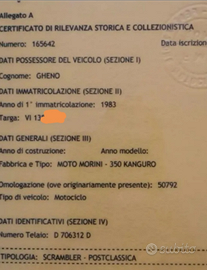 Allegato A
CERTIFICATO DI RILEVANZA STORICA E COLLEZIONISTICA
Numero: 165642 Data Iscrizion
DATI POSSESSORE DEL VEICOLO (SEZIONE I)
Cognome: GHENO
DATI IMMATRICOLAZIONE (SEZIONE II)
Anno di 1° immatricolazione: 1983
Targa: VI 13
DATI GENERALI (SEZIONE III)
Anno di costruzione: Anno modello:
Fabbrica e Tipo: MOTO MORINI - 350 KANGURO
Omologazione (ove originariamente presente): 50792
Tipo di veicolo: Motociclo
DATI IDENTIFICATIVI (SEZIONE IV)
Numero Telaio: D 706312 D
TIPOLOGIA: SCRAMBLER - POSTCLASSICA